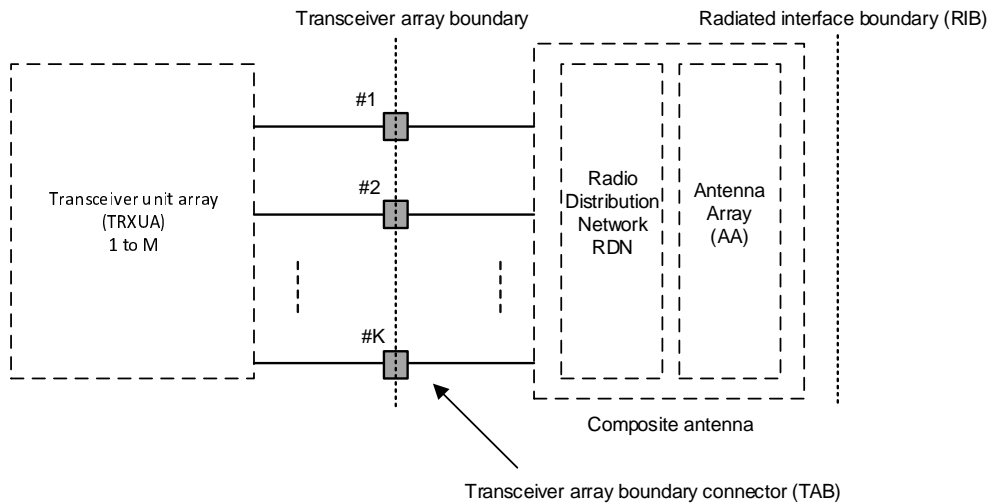 Transceiver array boundary
Radiated interface boundary (RIB)
#1
#2
#K
Transceiver unit array
(TRXUA)
1 to M
Radio
Distribution
Network
RDN
Antenna
Array
(AA)
Composite antenna
Transceiver array boundary connector (TAB)